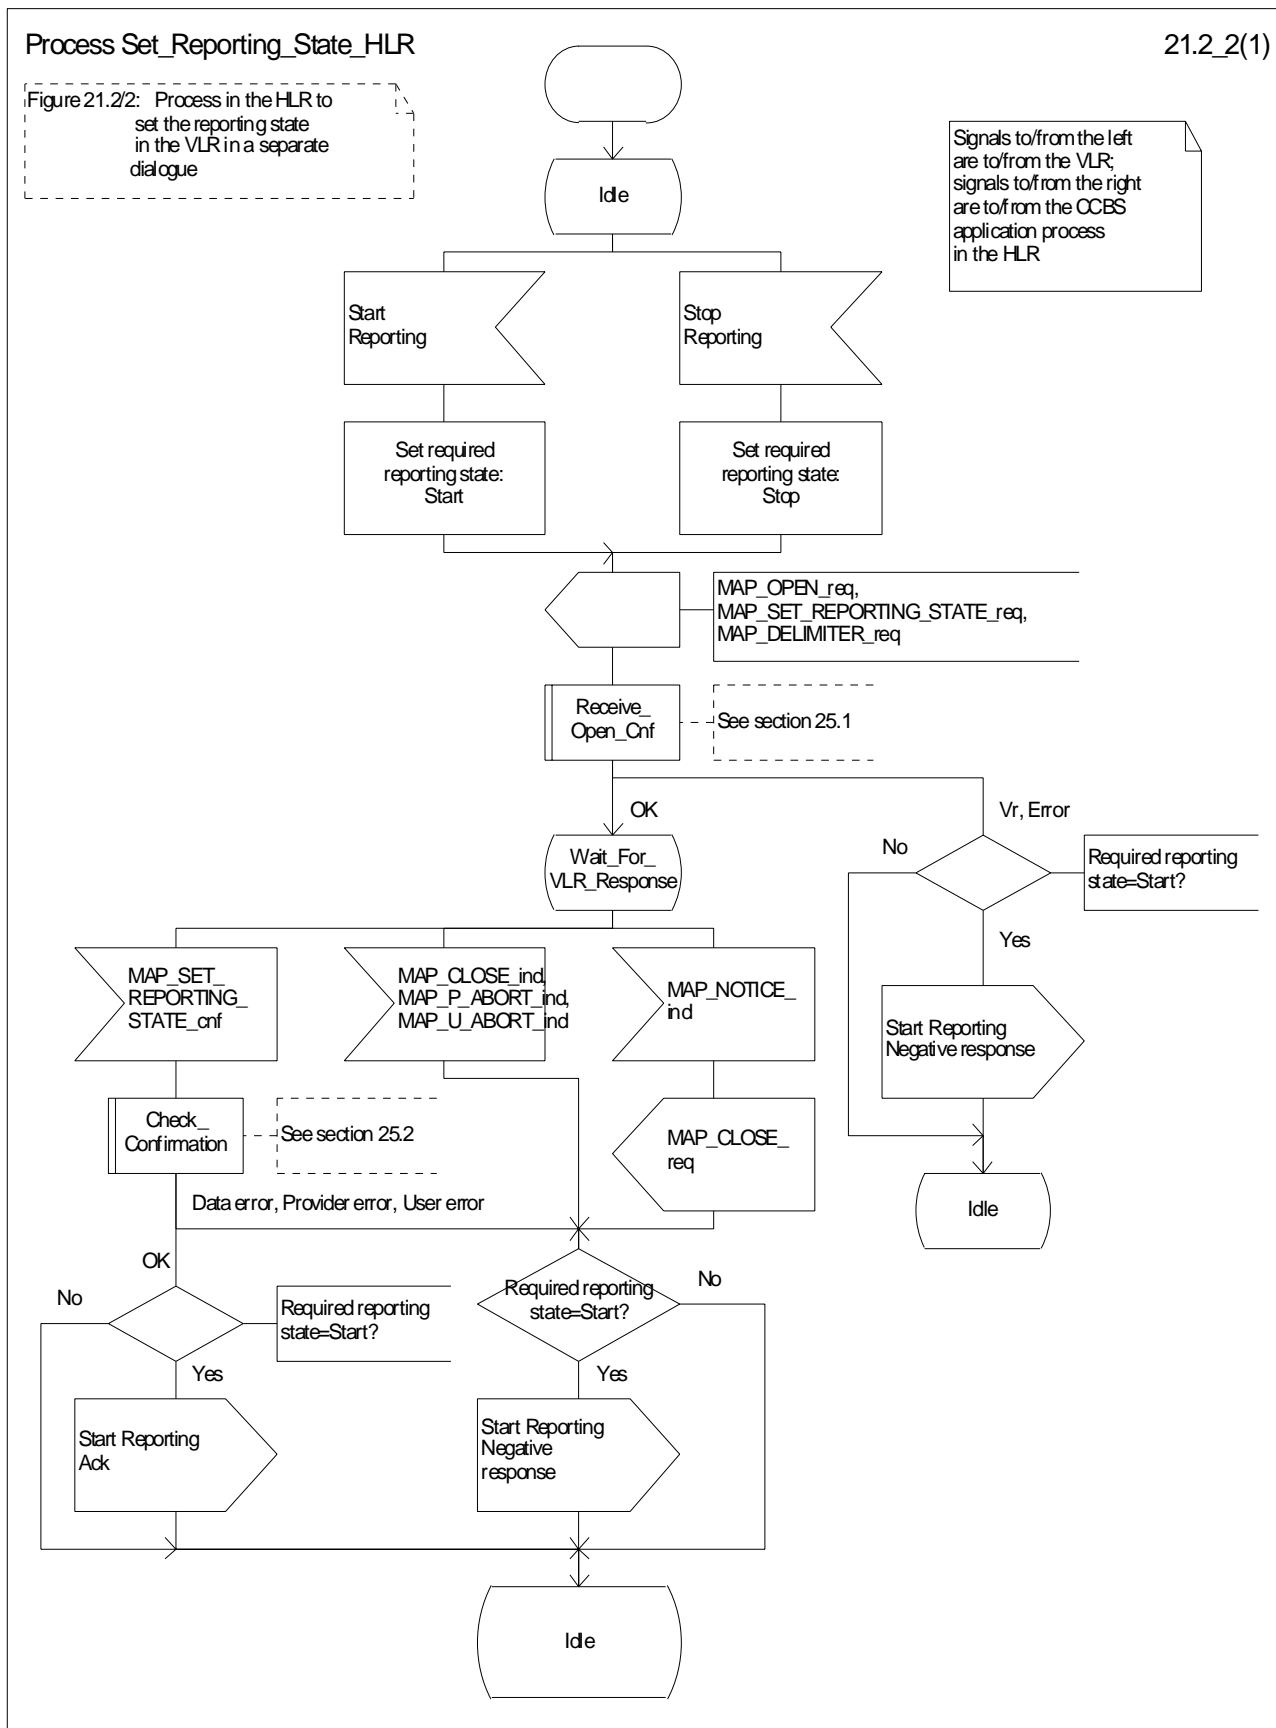 Process Set_Reporting_State_HLR
21.2_2(1)
Figure 21.2/2: Process in the HLR to
set the reporting state
in the VLR in a separate
dialogue
Signals to/from the left
are to/from the VLR;
signals to/from the right
are to/from the CCBS
application process
in the HLR
Idle
Start
Reporting
Stop
Reporting
Set required
reporting state:
Start
Set required
reporting state:
Stop
MAP_OPEN_req,
MAP_SET_REPORTING_STATE_req,
MAP_DELIMITER_req
Receive_
Open_Cnf
See section 25.1
OK
Vr, Error
Wait_For_
VLR_Response
No
Required reporting
state=Start?
Yes
MAP_SET_
REPORTING_
STATE_cnf
MAP_CLOSE_ind,
MAP_P_ABORT_ind,
MAP_U_ABORT_ind
MAP_NOTICE_
ind
Start Reporting
Negative response
Check_
Confirmation
See section 25.2
MAP_CLOSE_
req
Data error, Provider error, User error
Idle
OK
No
Required reporting
state=Start?
Required reporting
state=Start?
No
Yes
Yes
Start Reporting
Ack
Start Reporting
Negative
response
Idle